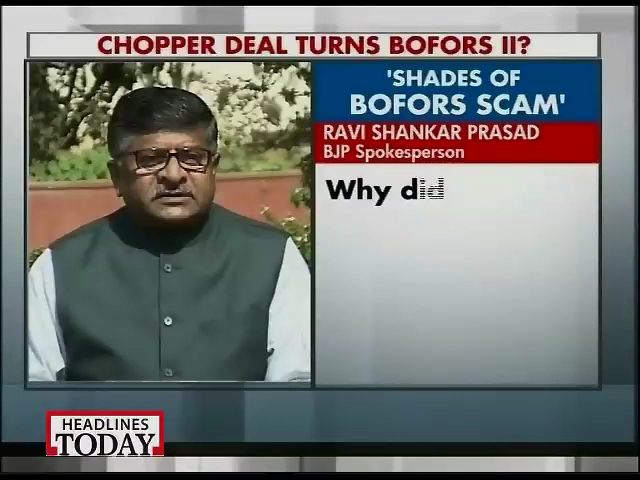 CHOPPER DEAL TURNS BOFORS II?
'SHADES OF
BOFORS SCAM'
RAVI SHANKAR PRASAD
BJP Spokesperson
Why did
HEADLINES
TODAY